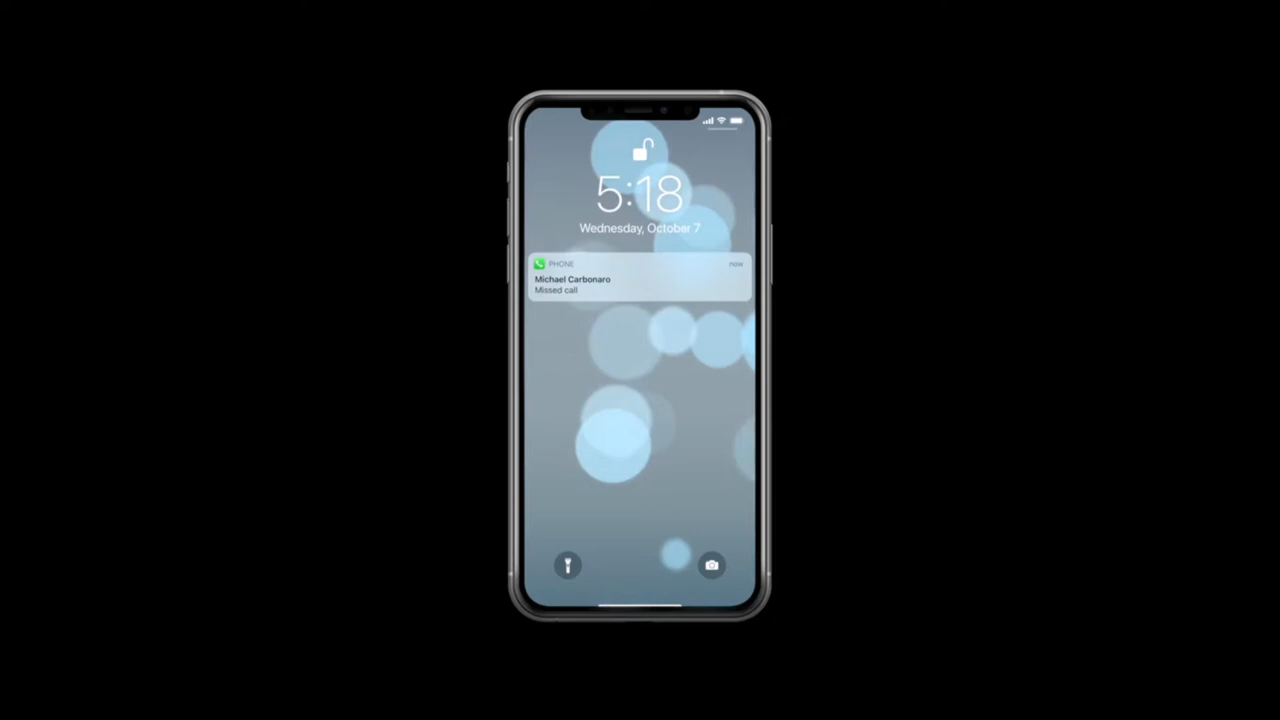 5:18
Wednesday, October 7
PHONE now
Michael Carbonaro
Missed call